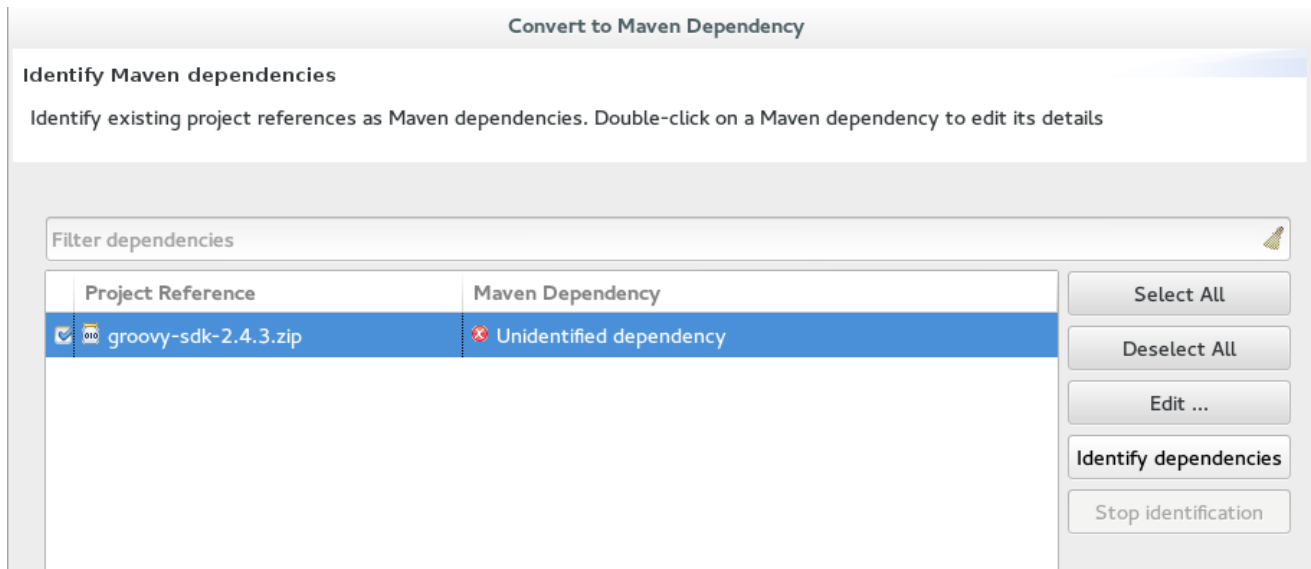 Convert to Maven Dependency
Identify Maven dependencies
Identify existing project references as Maven dependencies. Double-click on a Maven dependency to edit its details
Filter dependencies
Project Reference
Maven Dependency
Select All
groovy-sdk-2.4.3.zip
Unidentified dependency
Deselect All
Edit ...
Identify dependencies
Stop identification